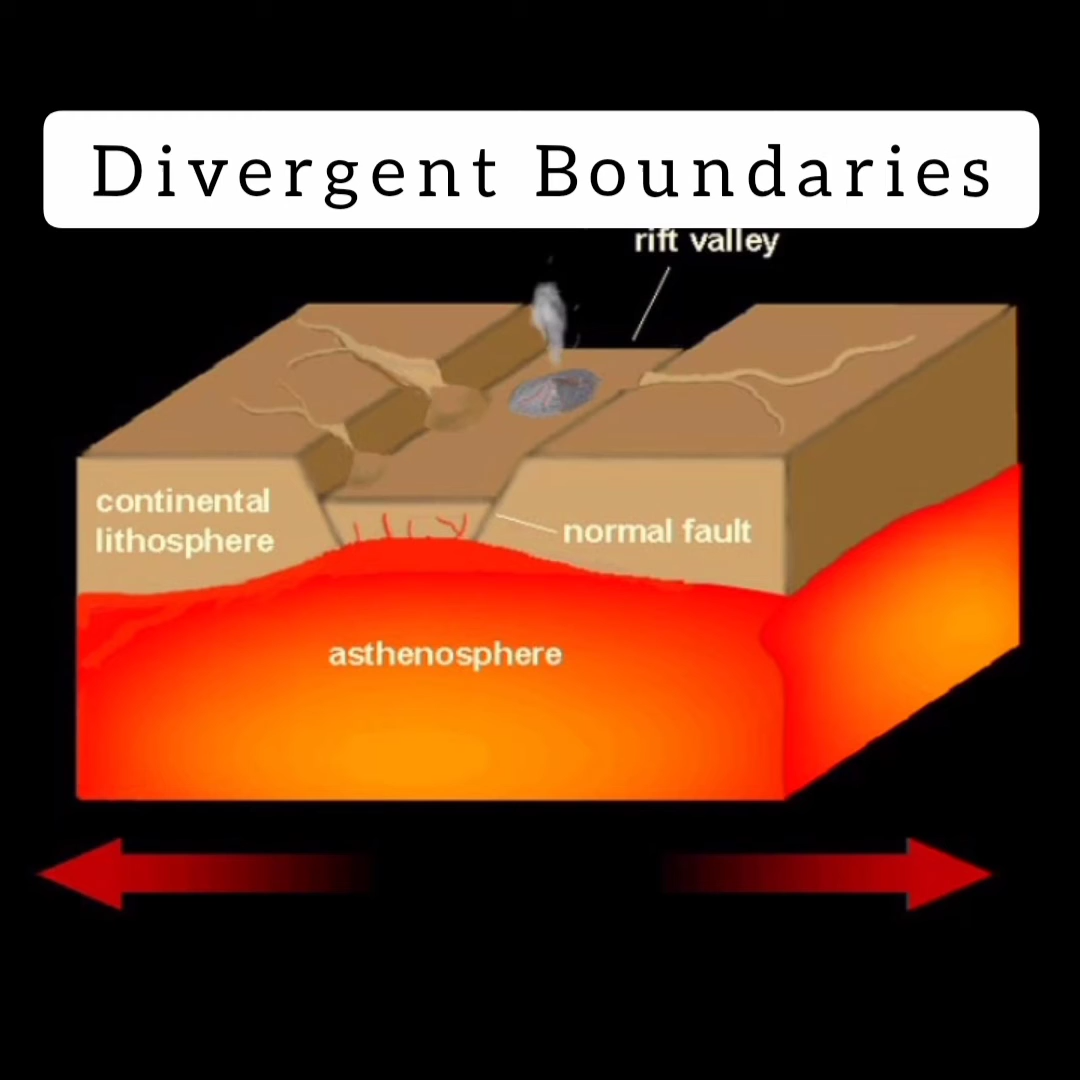 Divergent Boundaries
rift valley
continental
lithosphere
normal fault
asthenosphere